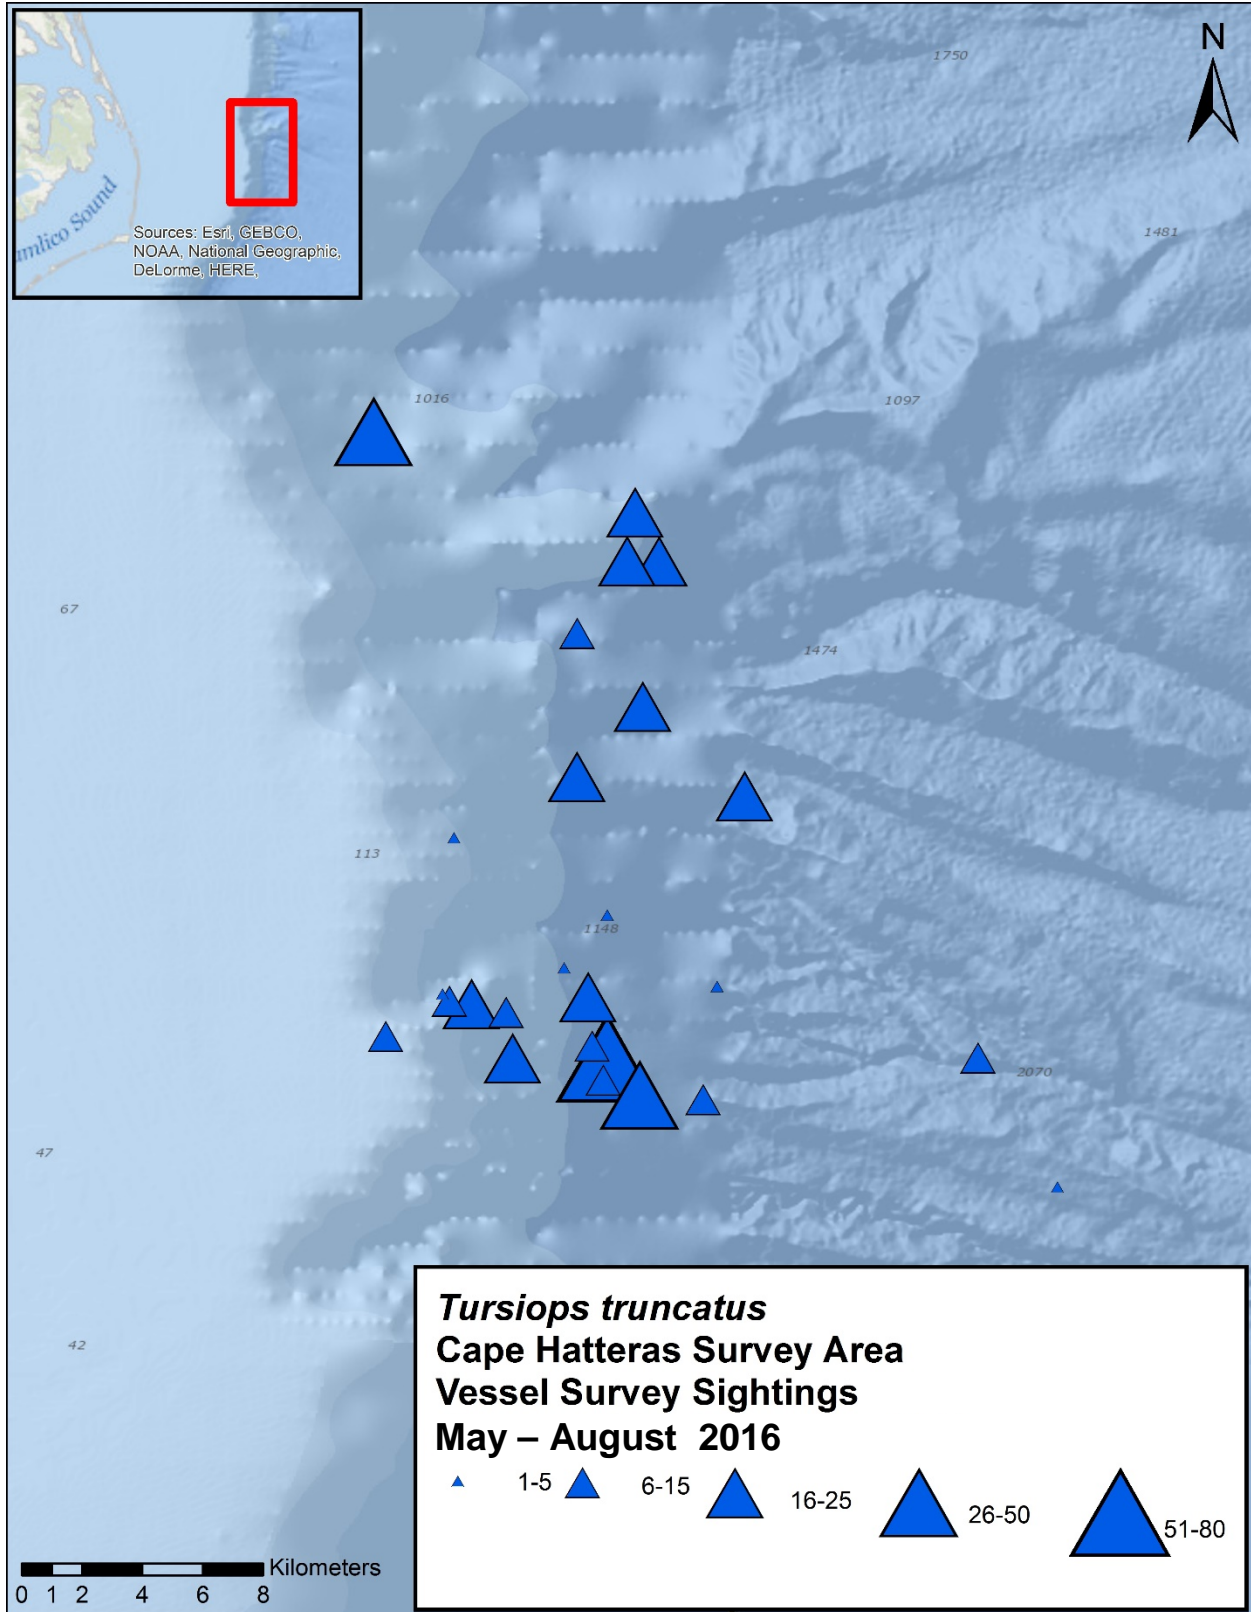 N
1750
amlico Sound
Sources: Esri, GEBCO,
NOAA, National Geographic,
DeLorme, HERE,
1481
1016
1097
67
1474
113
1148
2070
47
42
Tursiops truncatus
Cape Hatteras Survey Area
Vessel Survey Sightings
May – August 2016
1-5 6-15 16-25 26-50 51-80
Kilometers
0 1 2 4 6 8